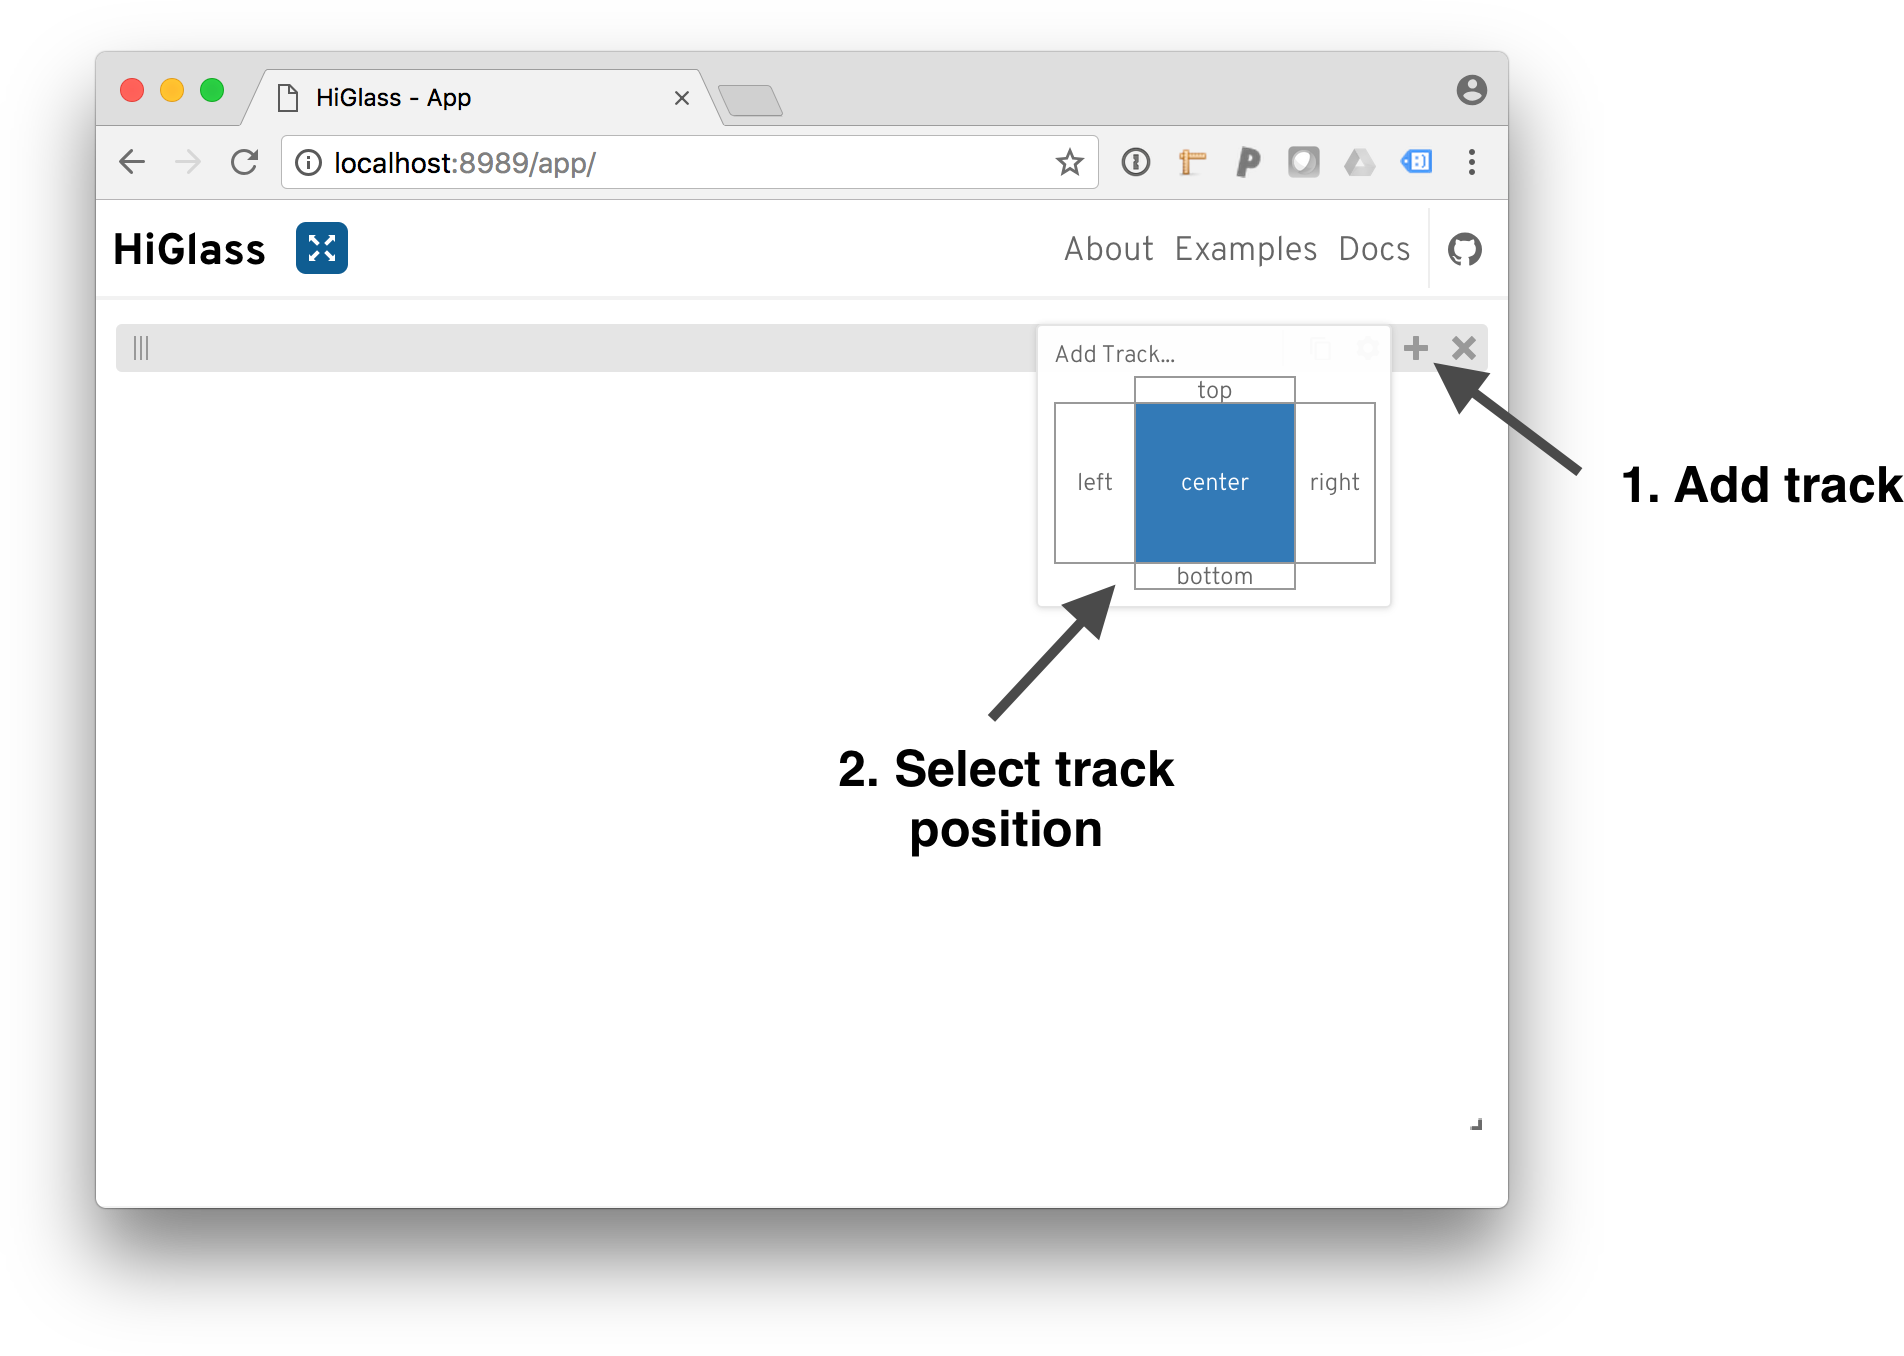 HiGlass - App
localhost:8989/app/
HiGlass
About Examples Docs
Add Track...
top
left center right
bottom
1. Add track
2. Select track
position